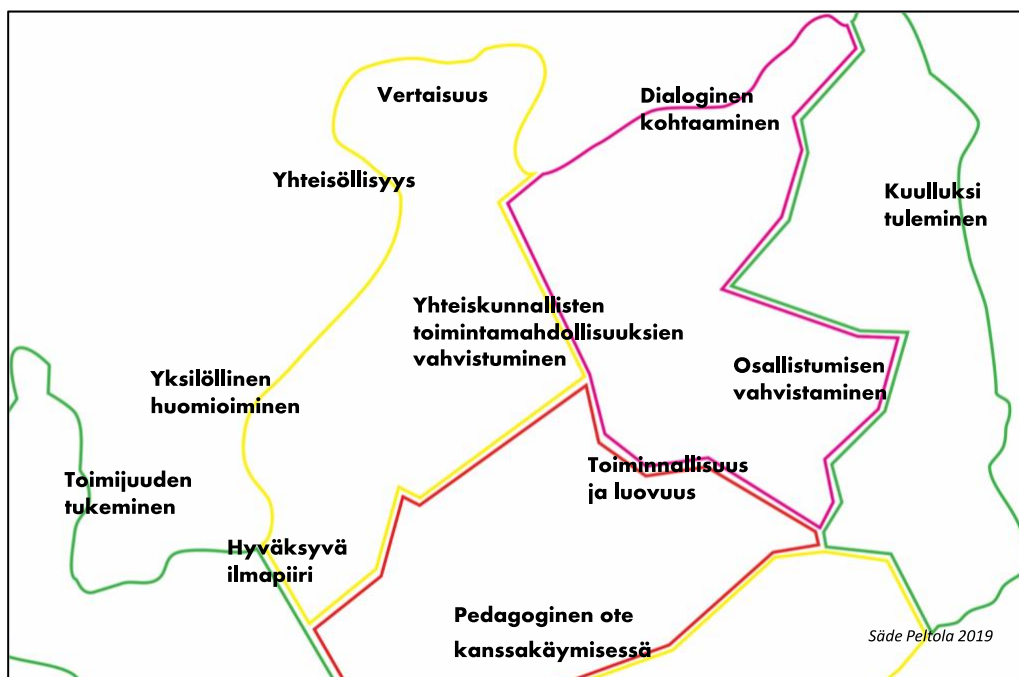 Vertaisuus
Dialoginen
kohtaaminen
Yhteisöllisyys
Kuulluksi
tuleminen
Yhteiskunnallisten
toimintamahdollisuuksien
vahvistuminen
Osallistumisen
vahvistaminen
Yksilöllinen
huomioiminen
Toimijuuden
tukeminen
Toiminnallisuus
ja luovuus
Hyväksyvä
ilmapiiri
Pedagoginen ote
kanssakäymisessä
Säde Peltola 2019